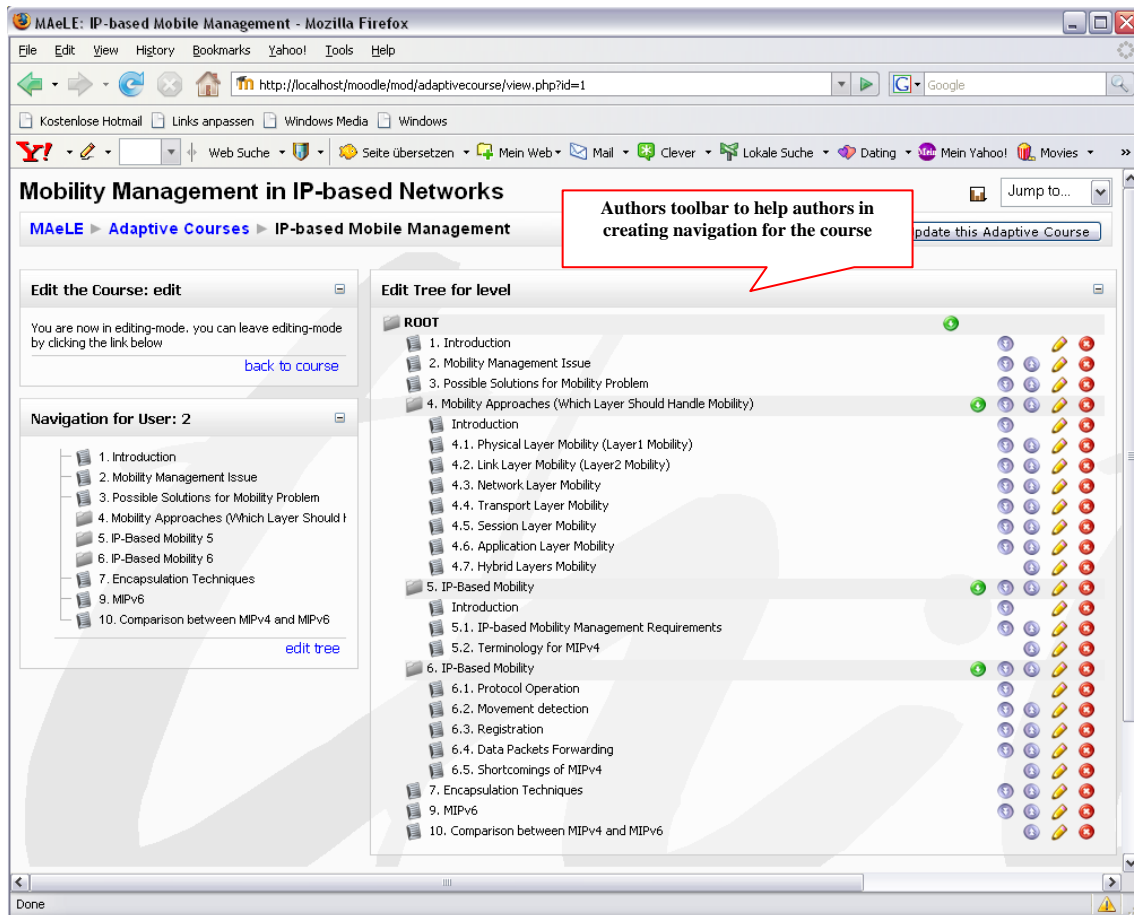 MAeLE: IP-based Mobile Management - Mozilla Firefox
File Edit View History Bookmarks Yahoo! Tools Help
http://localhost/moodle/mod/adaptivecourse/view.php?id=1
G Google
Kostenlose Hotmail Links anpassen Windows Media Windows
Y! Web Suche Seite übersetzen Mein Web Mail Clever Lokale Suche Dating Mein Yahoo! Movies »
Mobility Management in IP-based Networks
Jump to...
MAeLE ► Adaptive Courses ► IP-based Mobile Management
pdate this Adaptive Course
Authors toolbar to help authors in
creating navigation for the course
Edit the Course: edit
You are now in editing-mode. you can leave editing-mode
by clicking the link below
back to course
Navigation for User: 2
1. Introduction
2. Mobility Management Issue
3. Possible Solutions for Mobility Problem
4. Mobility Approaches (Which Layer Should H
5. IP-Based Mobility 5
6. IP-Based Mobility 6
7. Encapsulation Techniques
9. MIPv6
10. Comparison between MIPv4 and MIPv6
edit tree
Edit Tree for level
ROOT
1. Introduction
2. Mobility Management Issue
3. Possible Solutions for Mobility Problem
4. Mobility Approaches (Which Layer Should Handle Mobility)
Introduction
4.1. Physical Layer Mobility (Layer1 Mobility)
4.2. Link Layer Mobility (Layer2 Mobility)
4.3. Network Layer Mobility
4.4. Transport Layer Mobility
4.5. Session Layer Mobility
4.6. Application Layer Mobility
4.7. Hybrid Layers Mobility
5. IP-Based Mobility
Introduction
5.1. IP-based Mobility Management Requirements
5.2. Terminology for MIPv4
6. IP-Based Mobility
6.1. Protocol Operation
6.2. Movement detection
6.3. Registration
6.4. Data Packets Forwarding
6.5. Shortcomings of MIPv4
7. Encapsulation Techniques
9. MIPv6
10. Comparison between MIPv4 and MIPv6
Done